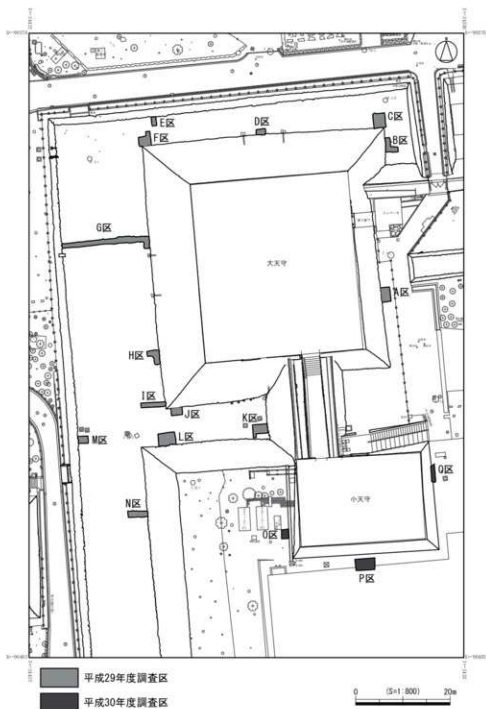 E区
D区
C区
F区
B区
G区
大天守
A区
H区
I区
J区
K区
M区
L区
Q区
N区
小天守
O区
P区
平成29年度調査区
平成30年度調査区
0 (S=1:800) 20m